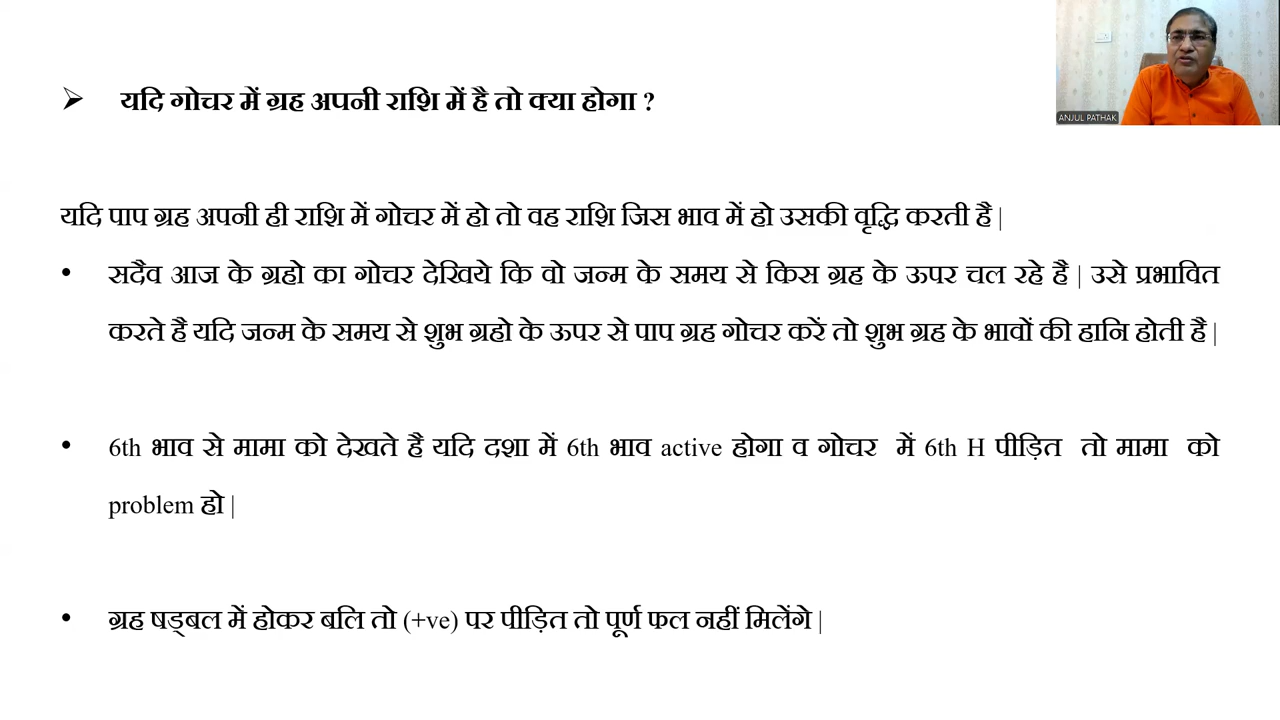 ➢ यदि गोचर में ग्रह अपनी राशि में है तो क्या होगा ?
ANJUL PATHAK
यदि पाप ग्रह अपनी ही राशि में गोचर में हो तो वह राशि जिस भाव में हो उसकी वृद्धि करती है |
• सदैव आज के ग्रहो का गोचर देखिये कि वो जन्म के समय से किस ग्रह के ऊपर चल रहे है | उसे प्रभावित
करते है यदि जन्म के समय से शुभ ग्रहो के ऊपर से पाप ग्रह गोचर करें तो शुभ ग्रह के भावों की हानि होती है |
• 6th भाव से मामा को देखते है यदि दशा में 6th भाव active होगा व गोचर में 6th H पीड़ित तो मामा को
problem हो |
• ग्रह षड्बल में होकर बलि तो (+ve) पर पीड़ित तो पूर्ण फल नहीं मिलेंगे |